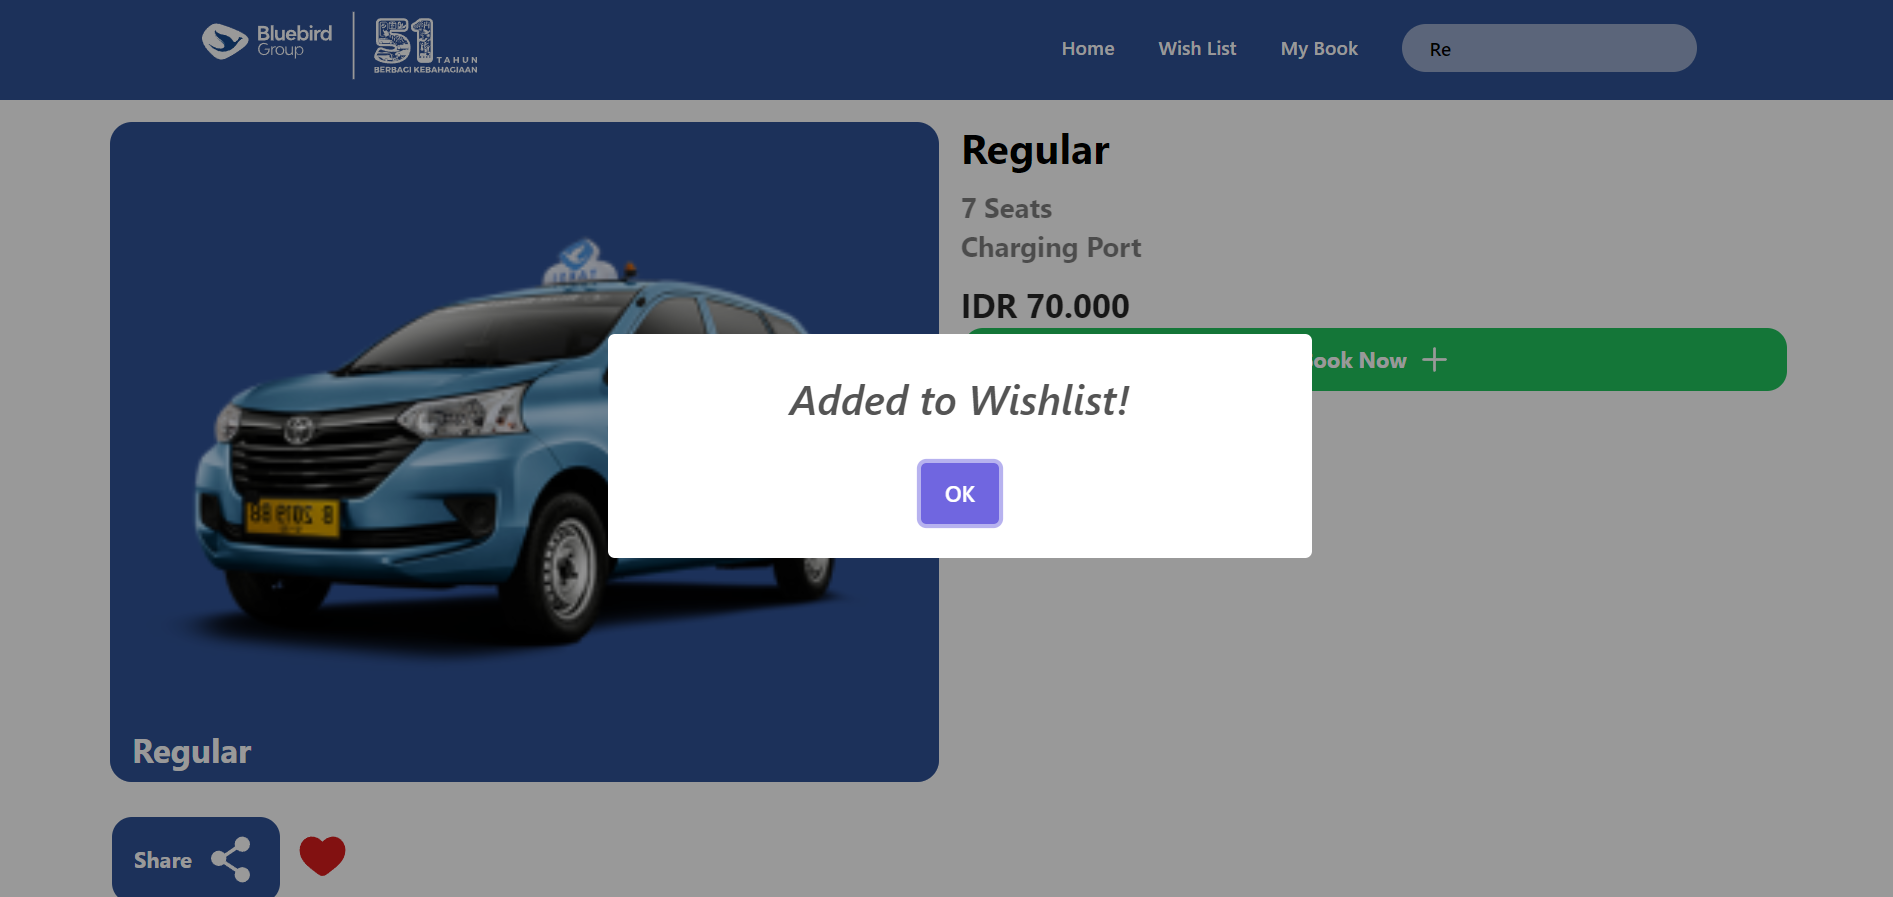 Bluebird
Group
51
TAHUN
BERBAGI KEBAHAGIAAN
Home
Wish List
My Book
Re
Regular
7 Seats
Charging Port
IDR 70.000
ook Now
Added to Wishlist!
OK
Regular
Share